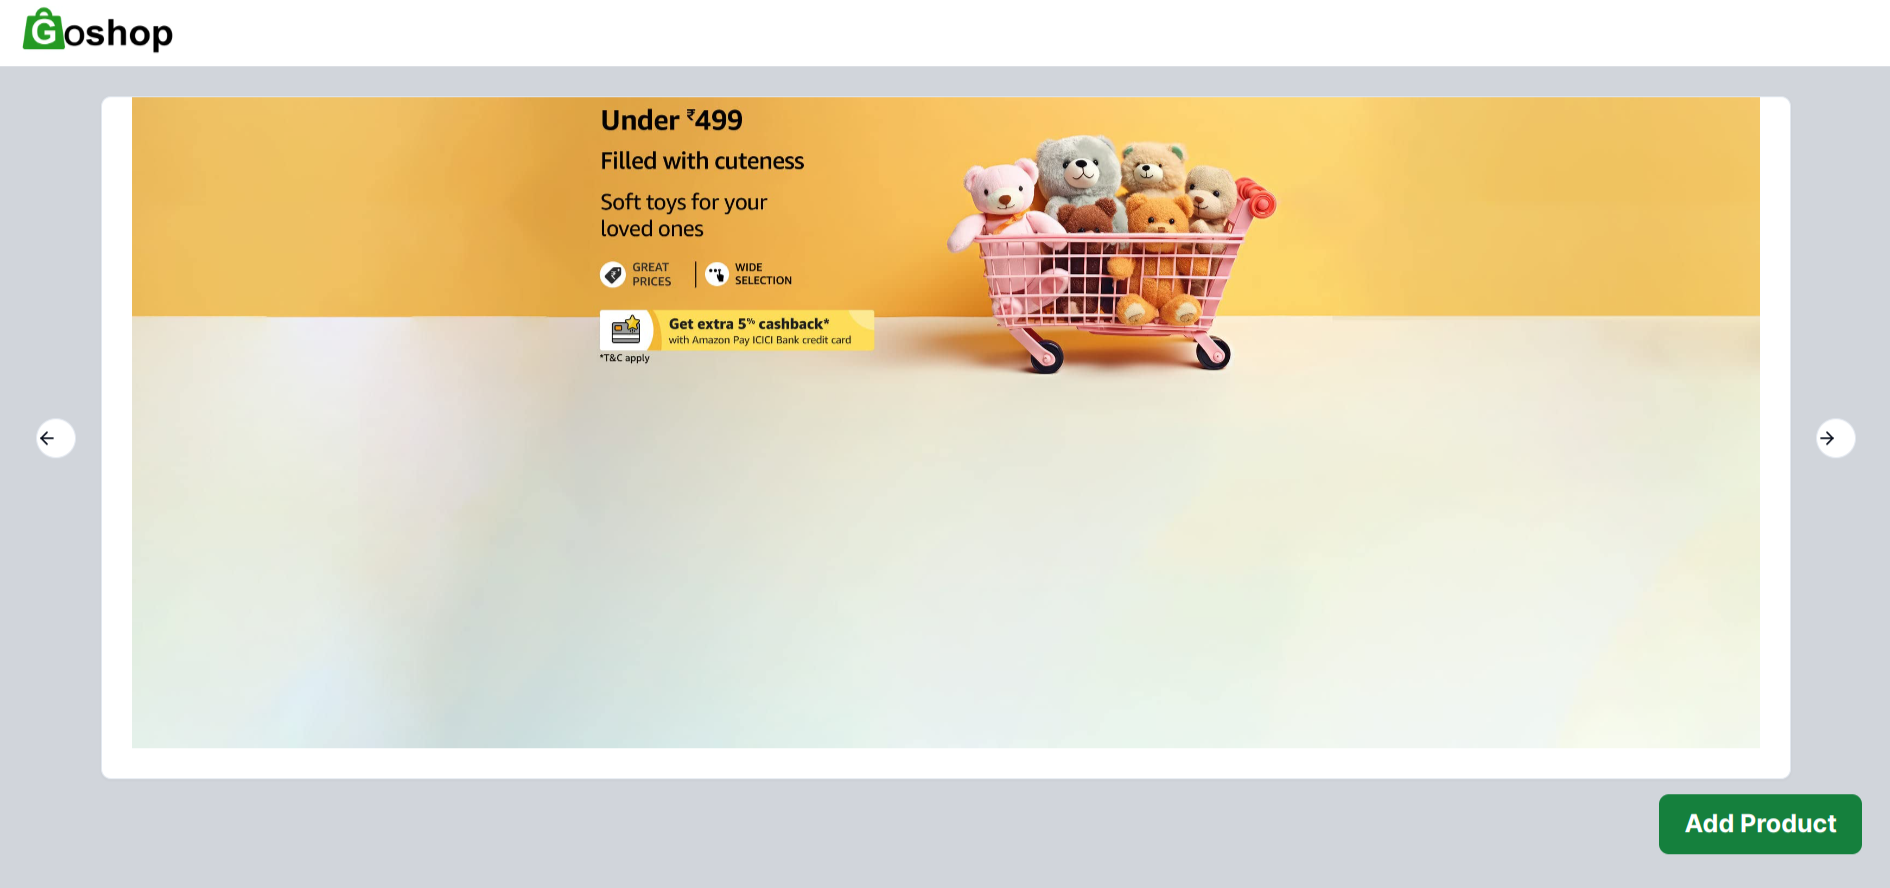 Goshop
Under ₹499
Filled with cuteness
Soft toys for your
loved ones
GREAT
PRICES
WIDE
SELECTION
Get extra 5% cashback*
with Amazon Pay ICICI Bank credit card
*T&C apply
Add Product